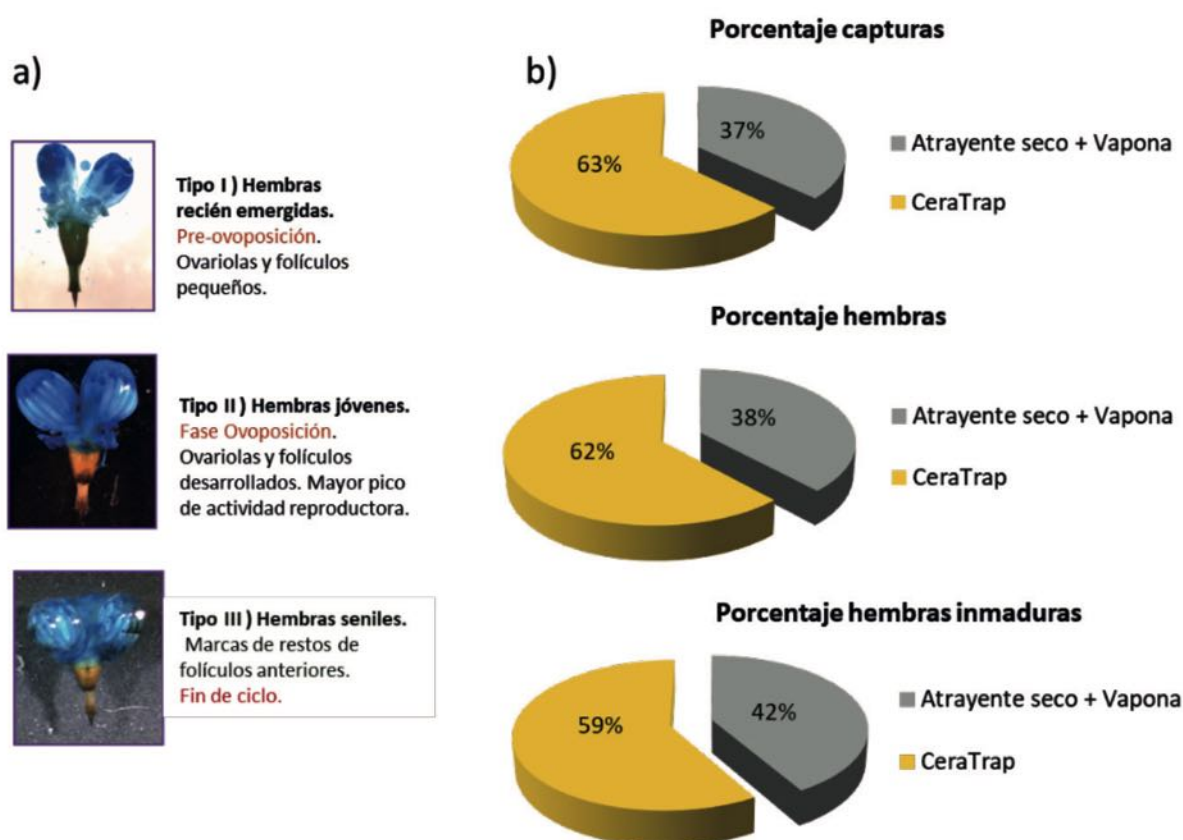 a)
Tipo I ) Hembras
recién emergidas.
Pre-ovoposición.
Ovariolas y folículos
pequeños.
Tipo II ) Hembras jóvenes.
Fase Ovoposición.
Ovariolas y folículos
desarrollados. Mayor pico
de actividad reproductora.
Tipo III ) Hembras seniles.
Marcas de restos de
folículos anteriores.
Fin de ciclo.
b)
Porcentaje capturas
37%
63%
Atrayente seco + Vapona
CeraTrap
Porcentaje hembras
38%
62%
Atrayente seco + Vapona
CeraTrap
Porcentaje hembras inmaduras
42%
59%
Atrayente seco + Vapona
CeraTrap